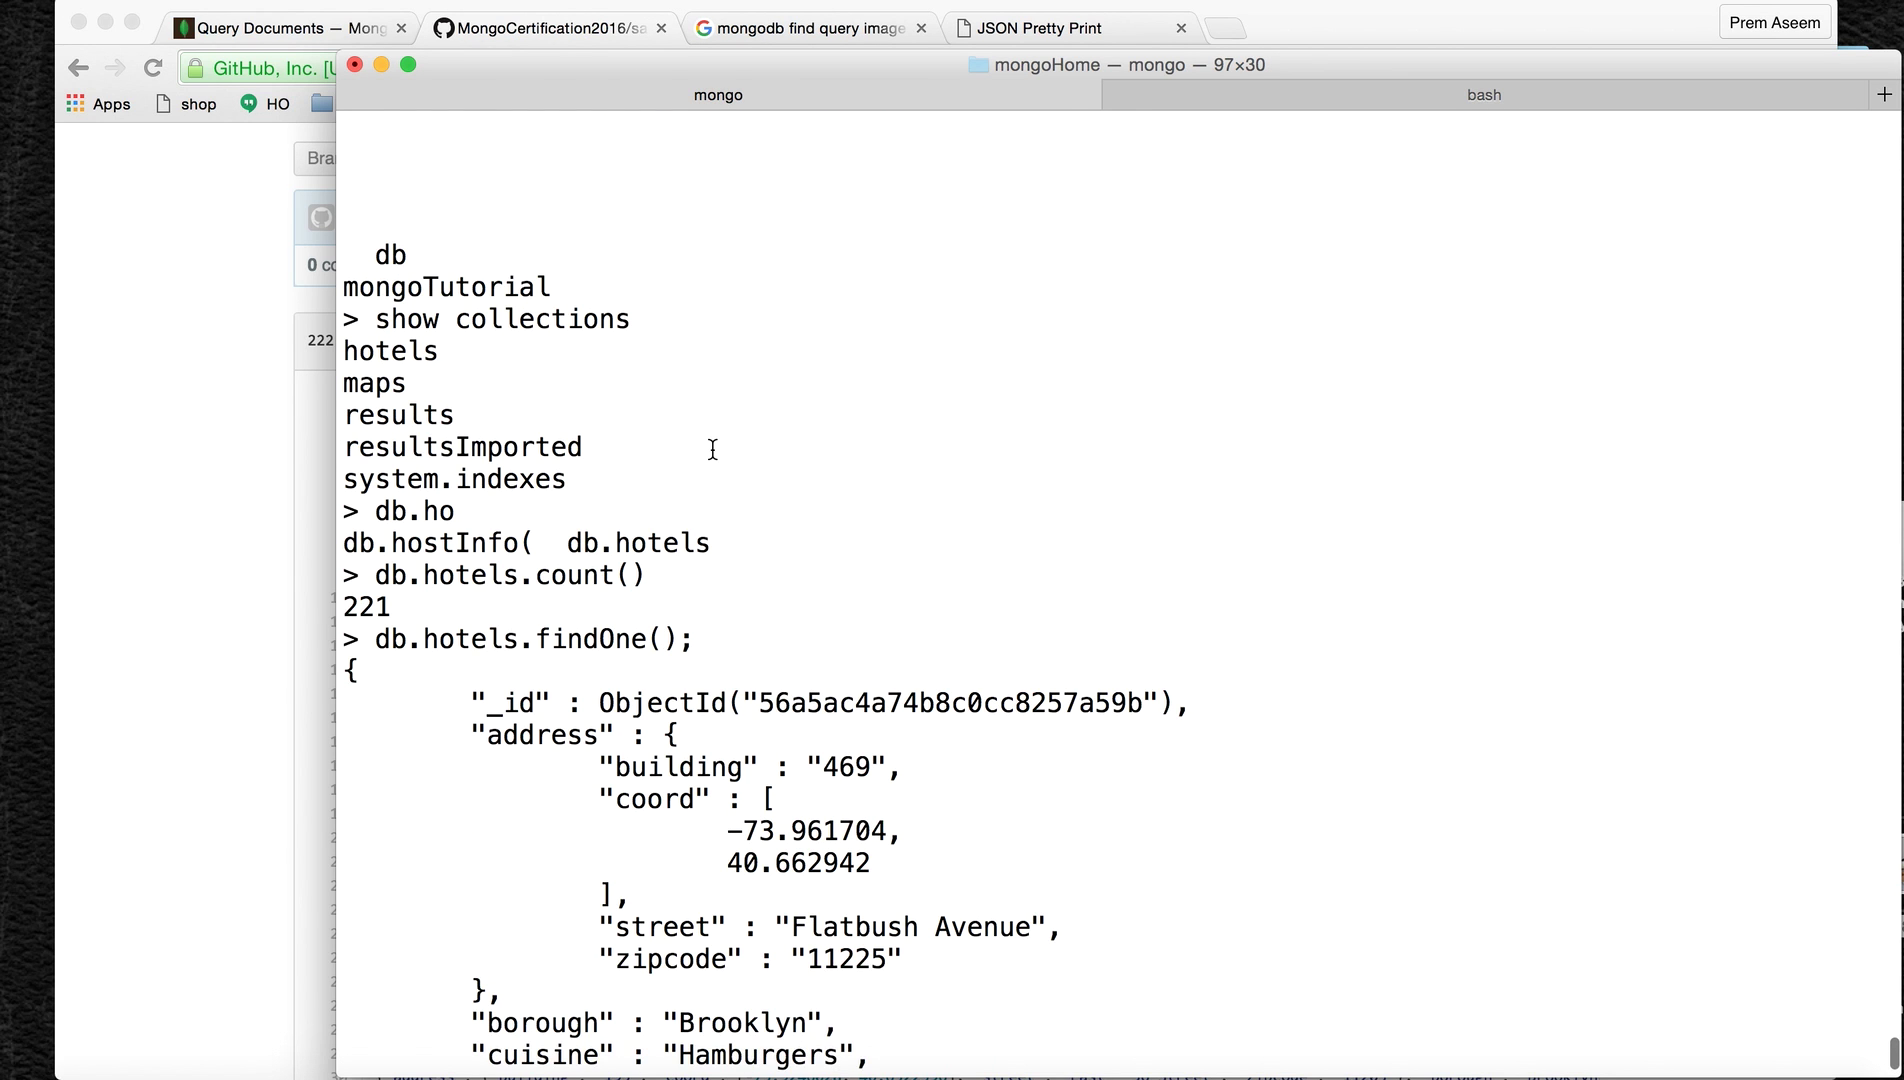 Query Documents — Mong
MongoCertification2016/sa
mongodb find query image
JSON Pretty Print
Prem Aseem
GitHub, Inc. [U
mongoHome — mongo — 97×30
Apps
shop
HO
mongo
bash
Bra
0 co
222
db
mongoTutorial
> show collections
hotels
maps
results
resultsImported
system.indexes
> db.ho
db.hostInfo(  db.hotels
> db.hotels.count()
221
> db.hotels.findOne();
{
"_id" : ObjectId("56a5ac4a74b8c0cc8257a59b"),
"address" : {
"building" : "469",
"coord" : [
-73.961704,
40.662942
],
"street" : "Flatbush Avenue",
"zipcode" : "11225"
},
"borough" : "Brooklyn",
"cuisine" : "Hamburgers",